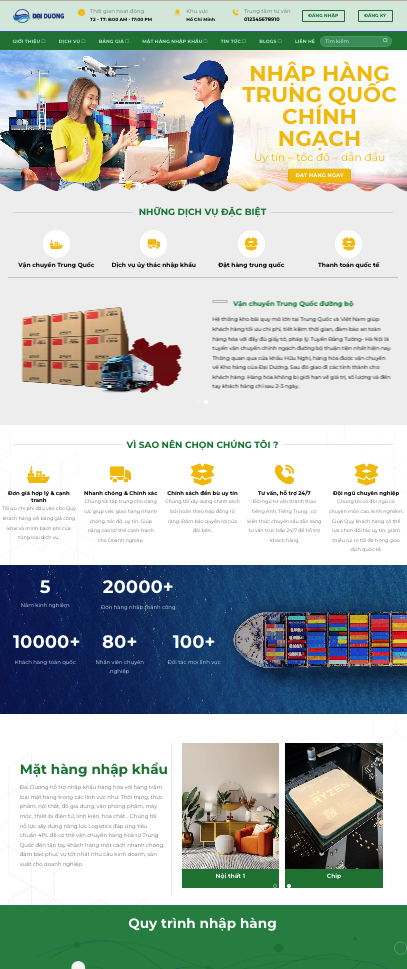 ĐẠI DƯƠNG
Thời gian hoạt động
T2 - T7: 8:00 AM - 17:00 PM
Khu vực
Hồ Chí Minh
Trung tâm tư vấn
012345678910
ĐĂNG NHẬP
ĐĂNG KÝ
GIỚI THIỆU
DỊCH VỤ
BẢNG GIÁ
MẶT HÀNG NHẬP KHẨU
TIN TỨC
BLOGS
LIÊN HỆ
Tìm kiếm
NHẬP HÀNG
TRUNG QUỐC
CHÍNH
NGẠCH
Uy tín – tốc độ – dẫn đầu
ĐẶT HÀNG NGAY
NHỮNG DỊCH VỤ ĐẶC BIỆT
Vận chuyển Trung Quốc
Dịch vụ ủy thác nhập khẩu
Đặt hàng trung quốc
Thanh toán quốc tế
Vận chuyển Trung Quốc đường bộ
Hệ thống kho bãi quy mô lớn tại Trung Quốc và Việt Nam giúp
khách hàng tối ưu chi phí, tiết kiệm thời gian, đảm bảo an toàn
hàng hóa với đầy đủ giấy tờ, pháp lý. Tuyến Bằng Tường- Hà Nội là
tuyến vận chuyển chính ngạch đường bộ thuận tiện nhất hiện nay.
Thông quan qua cửa khẩu Hữu Nghị, hàng hóa được vận chuyển
về Kho hàng của Đại Dương. Sau đó giao đi các tỉnh thành cho
khách hàng. Hàng hóa không bị giới hạn về giá trị, số lượng và đến
tay khách hàng chỉ sau 2-3 ngày.
VÌ SAO NÊN CHỌN CHÚNG TÔI ?
Đơn giá hợp lý & cạnh
tranh
Tối ưu chi phí đầu vào cho Quý
khách hàng với bảng giá công
khai và minh bạch phí của
từng loại dịch vụ.
Nhanh chóng & Chính xác
Chúng tôi tập trung cho năng
lực giúp việc giao hàng nhanh
chóng, tốc độ, uy tín. Giúp
nâng cao lợi thế cạnh tranh
cho Doanh nghiệp.
Chính sách đền bù uy tín
Chúng tôi xây dựng chính sách
bồi hoàn theo hợp đồng rõ
ràng. Đảm bảo quyền lợi của
đối bên.
Tư vấn, hỗ trợ 24/7
Đội ngũ tư vấn thành thạo
tiếng Anh, Tiếng Trung , có
kiến thức chuyên sâu sẵn sàng
tư vấn trực tiếp 24/7 để hỗ trợ
khách hàng
Đội ngũ chuyên nghiệp
Chúng tôi có đội ngũ có
chuyên môn cao, kinh nghiệm.
Giúp Quý khách hàng có thể
lựa chọn đối tác uy tín, giảm
thiểu rủi ro tối đa trong giao
dịch quốc tế.
5
Năm kinh nghiệm
20000+
Đơn hàng nhập thành công
10000+
Khách hàng toàn quốc
80+
Nhân viên chuyên
nghiệp
100+
Đối tác mọi lĩnh vực
Mặt hàng nhập khẩu
Đại Dương hỗ trợ nhập khẩu hàng hóa với hàng trăm
loại mặt hàng trong các lĩnh vực như: Thời trang, thực
phẩm, nội thất, đồ gia dụng, văn phòng phẩm, máy
móc, thiết bị điện tử, linh kiện, hoá chất... Chúng tôi
nỗ lực xây dựng năng lực Logistics đáp ứng tiêu
chuẩn 4PL để có thể vận chuyển hàng hoá từ Trung
Quốc đến tận tay khách hàng một cách nhanh chóng,
đảm bảo phục vụ tốt nhất nhu cầu kinh doanh, sản
xuất cho doanh nghiệp.
RYZEN
Nội thất 1
Chip
Quy trình nhập hàng